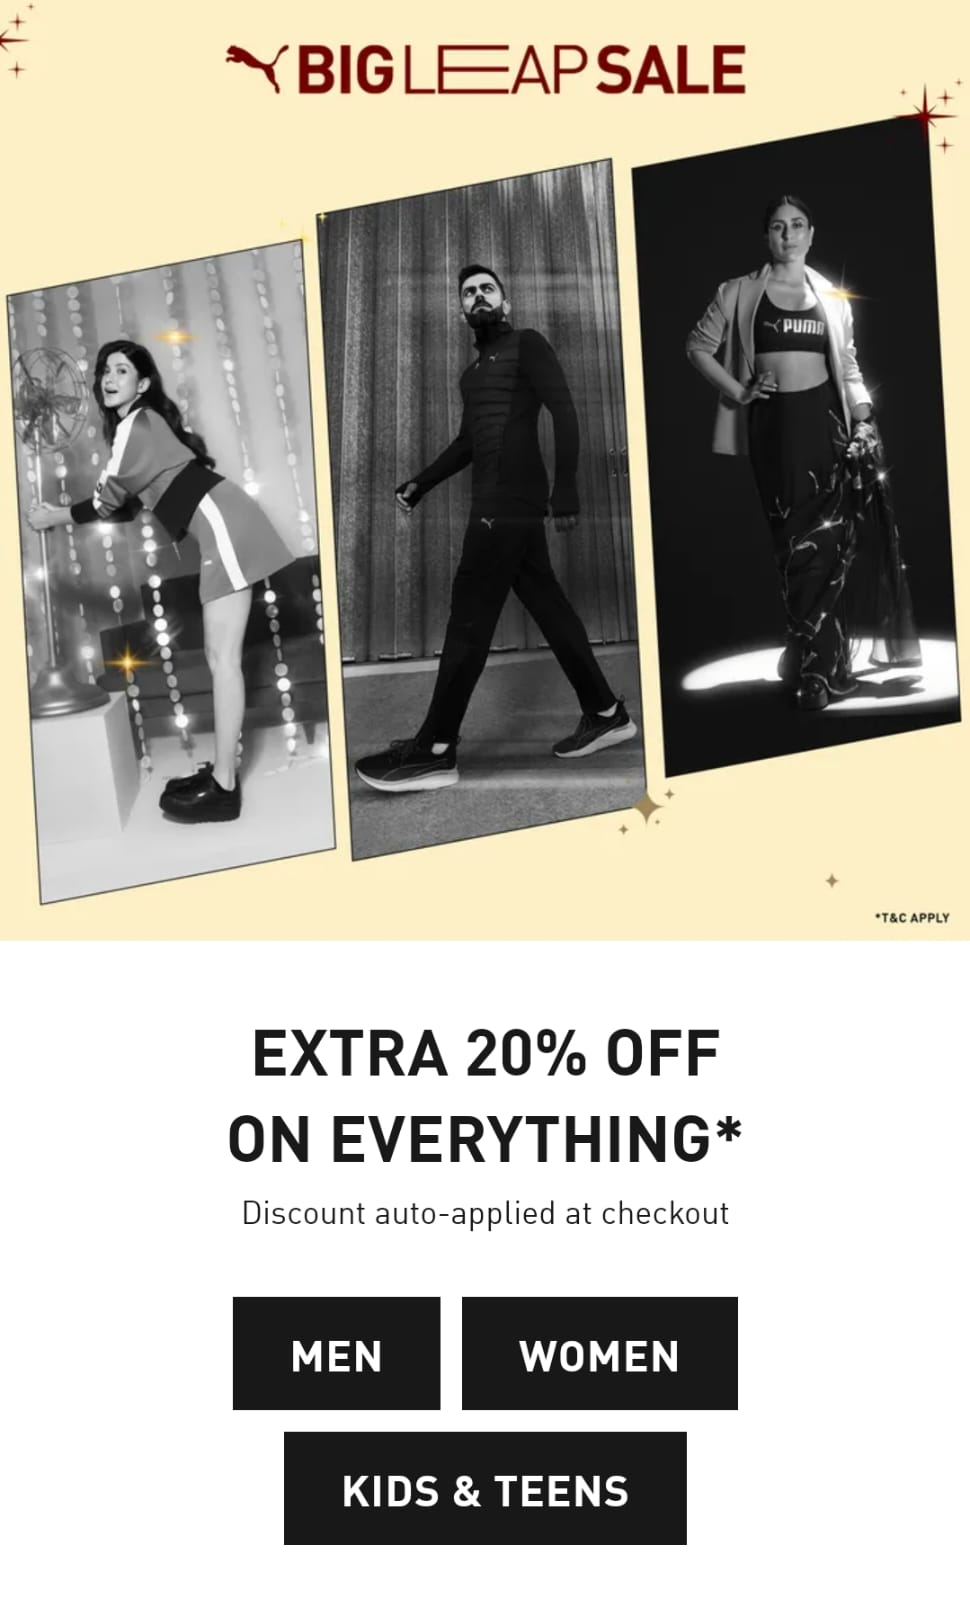 BIG LEAP SALE
PUMA
*T&C APPLY
EXTRA 20% OFF
ON EVERYTHING*
Discount auto-applied at checkout
MEN
WOMEN
KIDS & TEENS